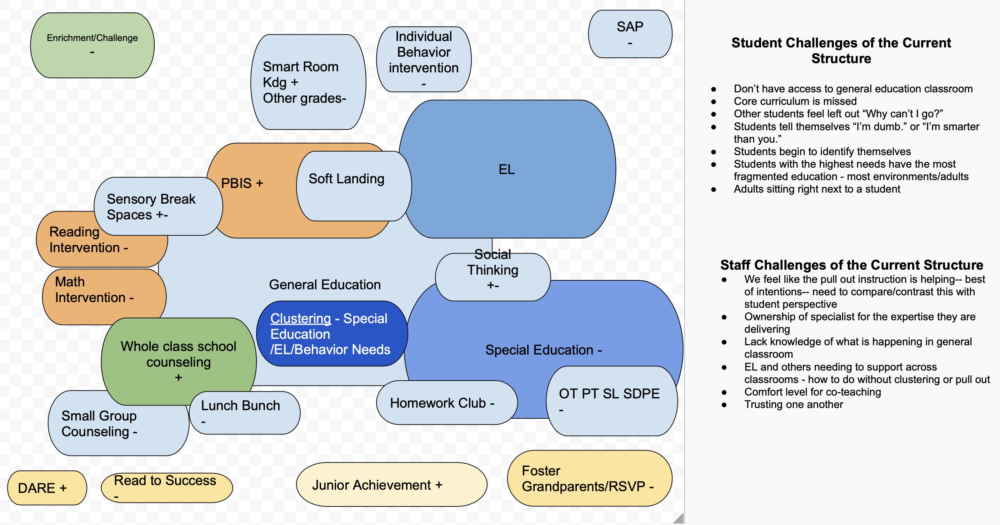 Enrichment/Challenge
-
Smart Room
Kdg +
Other grades-
Individual
Behavior
intervention
-
SAP
-
EL
PBIS +
Soft Landing
Sensory Break
Spaces +-
Reading
Intervention -
Math
Intervention -
General Education
Social
Thinking
+-
Clustering - Special
Education
/EL/Behavior Needs
Special Education -
Whole class school
counseling
+
OT PT SL SDPE
-
Homework Club -
Lunch Bunch
-
Small Group
Counseling -
DARE +
Read to Success
-
Junior Achievement +
Foster
Grandparents/RSVP -
Student Challenges of the Current
Structure
● Don’t have access to general education classroom
● Core curriculum is missed
● Other students feel left out “Why can’t I go?”
● Students tell themselves “I’m dumb.” or “I’m smarter
than you.”
● Students begin to identify themselves
● Students with the highest needs have the most
fragmented education - most environments/adults
● Adults sitting right next to a student
Staff Challenges of the Current Structure
● We feel like the pull out instruction is helping-- best
of intentions-- need to compare/contrast this with
student perspective
● Ownership of specialist for the expertise they are
delivering
● Lack knowledge of what is happening in general
classroom
● EL and others needing to support across
classrooms - how to do without clustering or pull out
● Comfort level for co-teaching
● Trusting one another